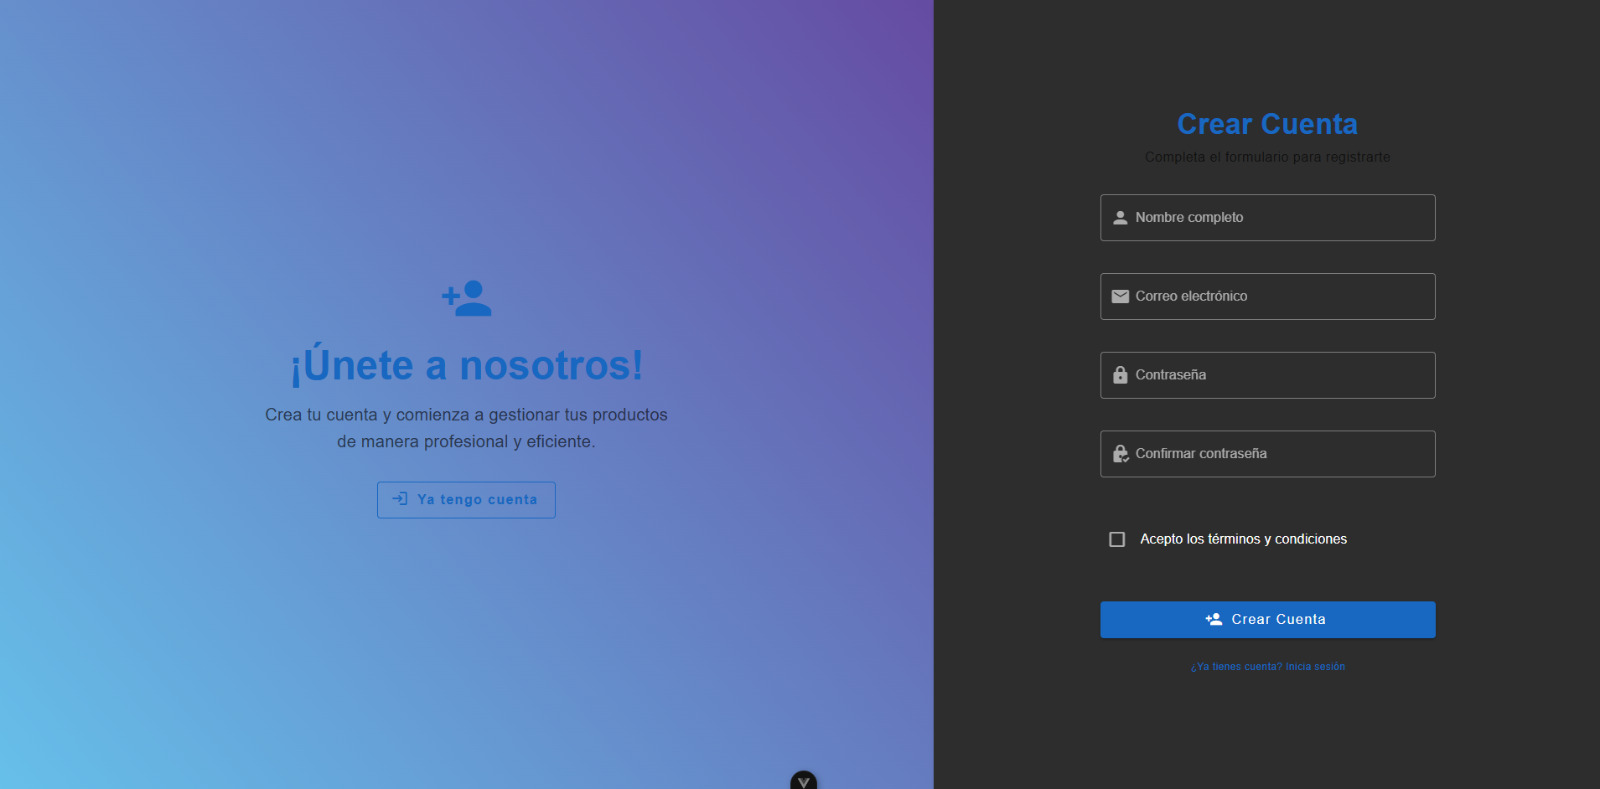 ¡Únete a nosotros!
Crea tu cuenta y comienza a gestionar tus productos
de manera profesional y eficiente.
Ya tengo cuenta
Crear Cuenta
Completa el formulario para registrarte
Nombre completo
Correo electrónico
Contraseña
Confirmar contraseña
Acepto los términos y condiciones
Crear Cuenta
¿Ya tienes cuenta? Inicia sesión